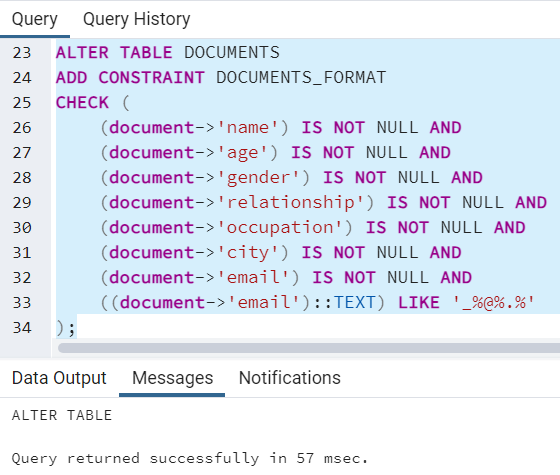 Query Query History
23 ALTER TABLE DOCUMENTS
24 ADD CONSTRAINT DOCUMENTS_FORMAT
25 CHECK (
26     (document->'name') IS NOT NULL AND
27     (document->'age') IS NOT NULL AND
28     (document->'gender') IS NOT NULL AND
29     (document->'relationship') IS NOT NULL AND
30     (document->'occupation') IS NOT NULL AND
31     (document->'city') IS NOT NULL AND
32     (document->'email') IS NOT NULL AND
33     ((document->'email')::TEXT) LIKE '_%@%.%'
34 );
Data Output Messages Notifications
ALTER TABLE
Query returned successfully in 57 msec.